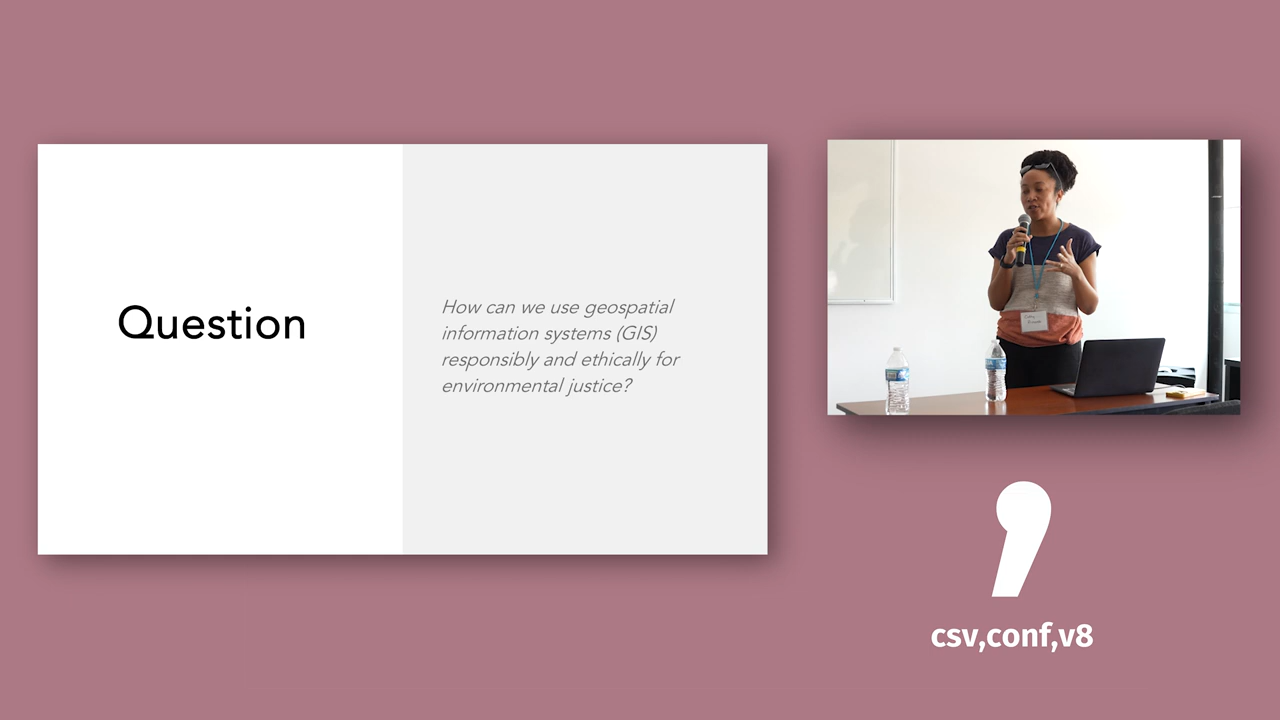 Question
How can we use geospatial
information systems (GIS)
responsibly and ethically for
environmental justice?
csv,conf,v8